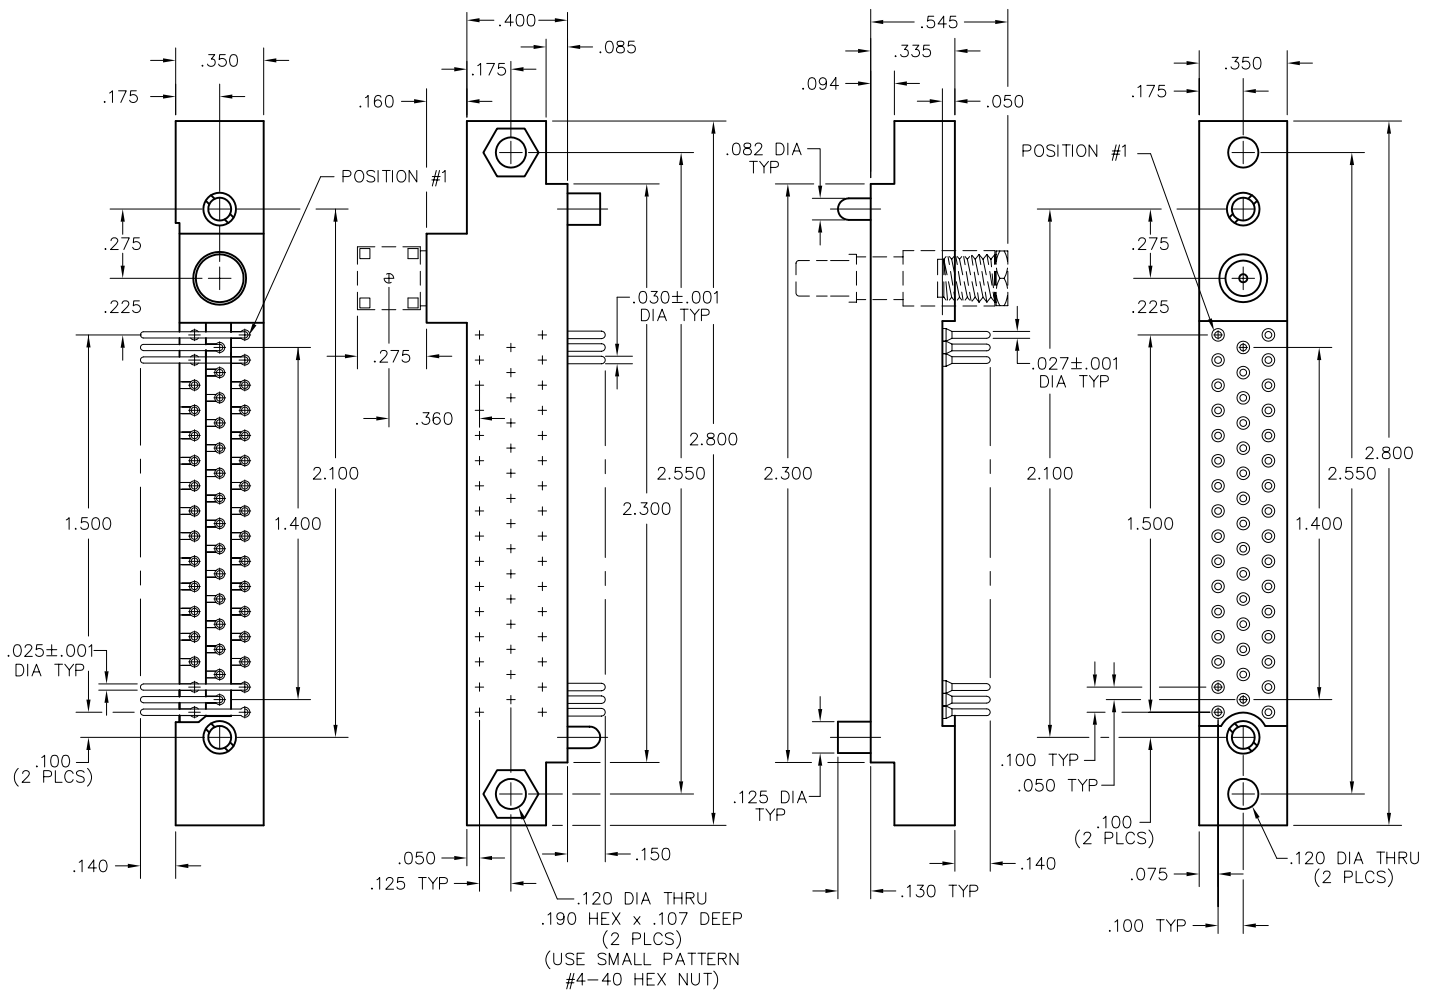 .350
.175
POSITION #1
.275
.225
1.500
1.400
2.100
.025±.001
DIA TYP
.100
(2 PLCS)
.140
.400
.085
.175
.160
.030±.001
DIA TYP
.275
.360
2.800
2.550
2.300
.050
.125 TYP
.150
.120 DIA THRU
.190 HEX x .107 DEEP
(2 PLCS)
(USE SMALL PATTERN
#4-40 HEX NUT)
.545
.335
.094
.050
.082 DIA
TYP
2.300
.027±.001
DIA TYP
.125 DIA
TYP
.130 TYP
.140
.350
.175
POSITION #1
.275
.225
2.100
1.500
1.400
2.550
2.800
.100 TYP
.050 TYP
.100
(2 PLCS)
.075
.100 TYP
.120 DIA THRU
(2 PLCS)